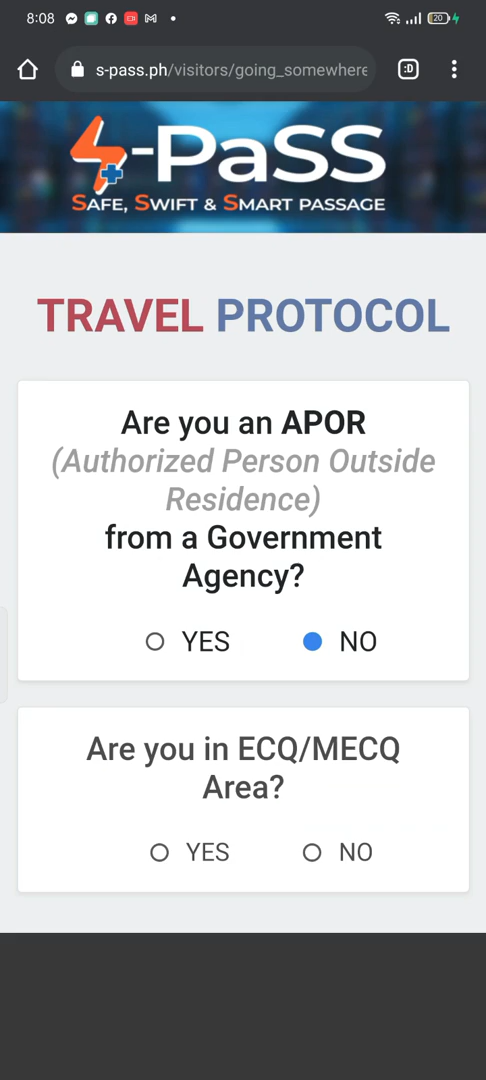 8:08
20
s-pass.ph/visitors/going_somewhere
:D
-PaSS
SAFE, SWIFT & SMART PASSAGE
TRAVEL PROTOCOL
Are you an APOR
(Authorized Person Outside
Residence)
from a Government
Agency?
YES NO
Are you in ECQ/MECQ
Area?
YES NO